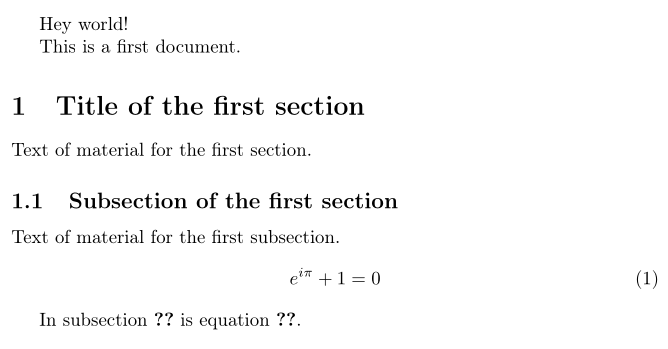 Hey world!
This is a first document.
1 Title of the first section
Text of material for the first section.
1.1 Subsection of the first section
Text of material for the first subsection.
e^{iπ} + 1 = 0 (1)
In subsection ?? is equation ??.